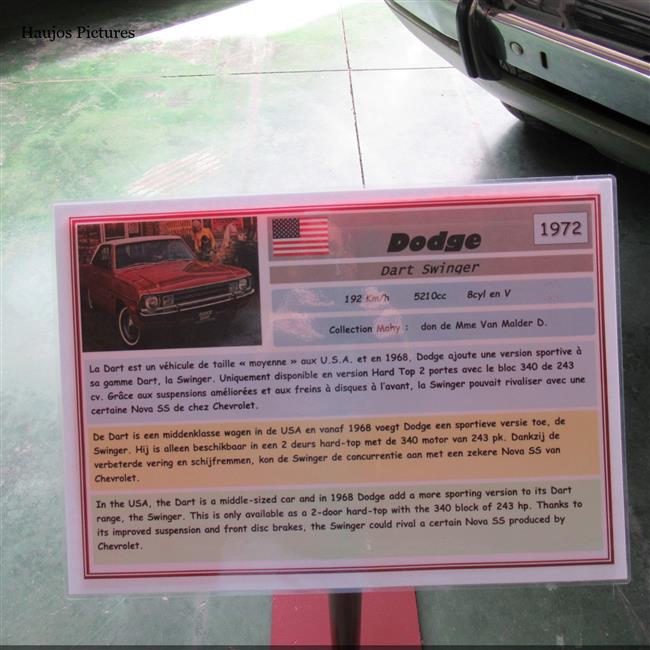 Haujos Pictures
Dodge
1972
Dart Swinger
192 Km/h 5210cc 8cyl en V
Collection Mahy : don de Mme Van Malder D.
La Dart est un véhicule de taille « moyenne » aux U.S.A. et en 1968, Dodge ajoute une version sportive à
sa gamme Dart, la Swinger. Uniquement disponible en version Hard Top 2 portes avec le bloc 340 de 243
cv. Grâce aux suspensions améliorées et aux freins à disques à l'avant, la Swinger pouvait rivaliser avec une
certaine Nova SS de chez Chevrolet.
De Dart is een middenklasse wagen in de USA en vanaf 1968 voegt Dodge een sportieve versie toe, de
Swinger. Hij is alleen beschikbaar in een 2 deurs hard-top met de 340 motor van 243 pk. Dankzij de
verbeterde vering en schijfremmen, kon de Swinger de concurrentie aan met een zekere Nova SS van
Chevrolet.
In the USA, the Dart is a middle-sized car and in 1968 Dodge add a more sporting version to its Dart
range, the Swinger. This is only available as a 2-door hard-top with the 340 block of 243 hp. Thanks to
its improved suspension and front disc brakes, the Swinger could rival a certain Nova SS produced by
Chevrolet.